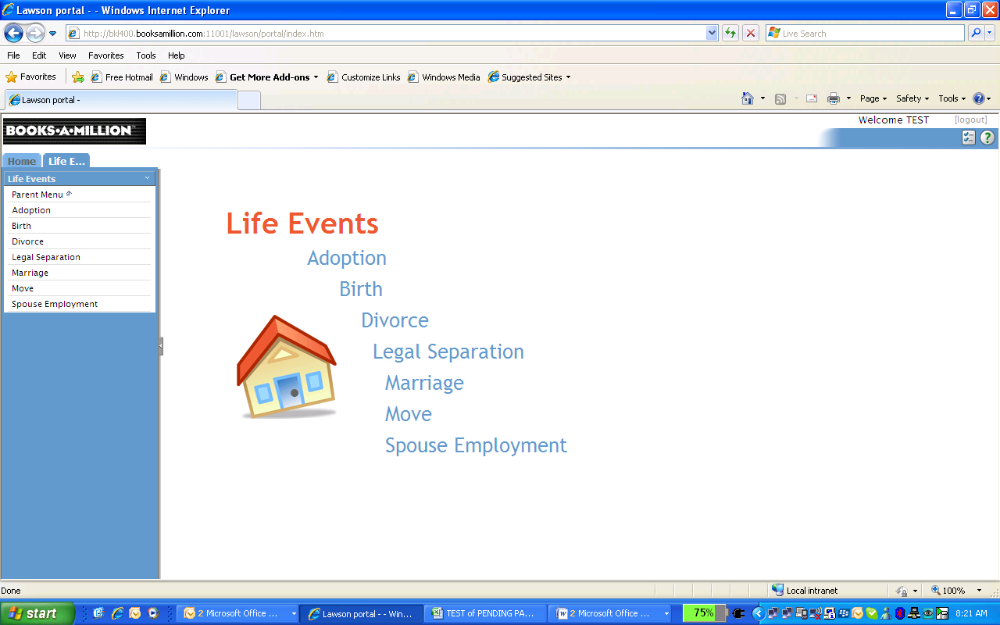 Lawson portal - - Windows Internet Explorer
http://bkl400.booksamillion.com:11001/lawson/portal/index.htm
Live Search
File Edit View Favorites Tools Help
Favorites Free Hotmail Windows Get More Add-ons Customize Links Windows Media Suggested Sites
Lawson portal -
Page Safety Tools
BOOKS•A•MILLION
Welcome TEST [logout]
Home Life E...
Life Events
Parent Menu
Adoption
Birth
Divorce
Legal Separation
Marriage
Move
Spouse Employment
Life Events
Adoption
Birth
Divorce
Legal Separation
Marriage
Move
Spouse Employment
Done Local intranet 100%
start 2 Microsoft Office ... Lawson portal - - Win... TEST of PENDING PA... 2 Microsoft Office ... 75% 8:21 AM